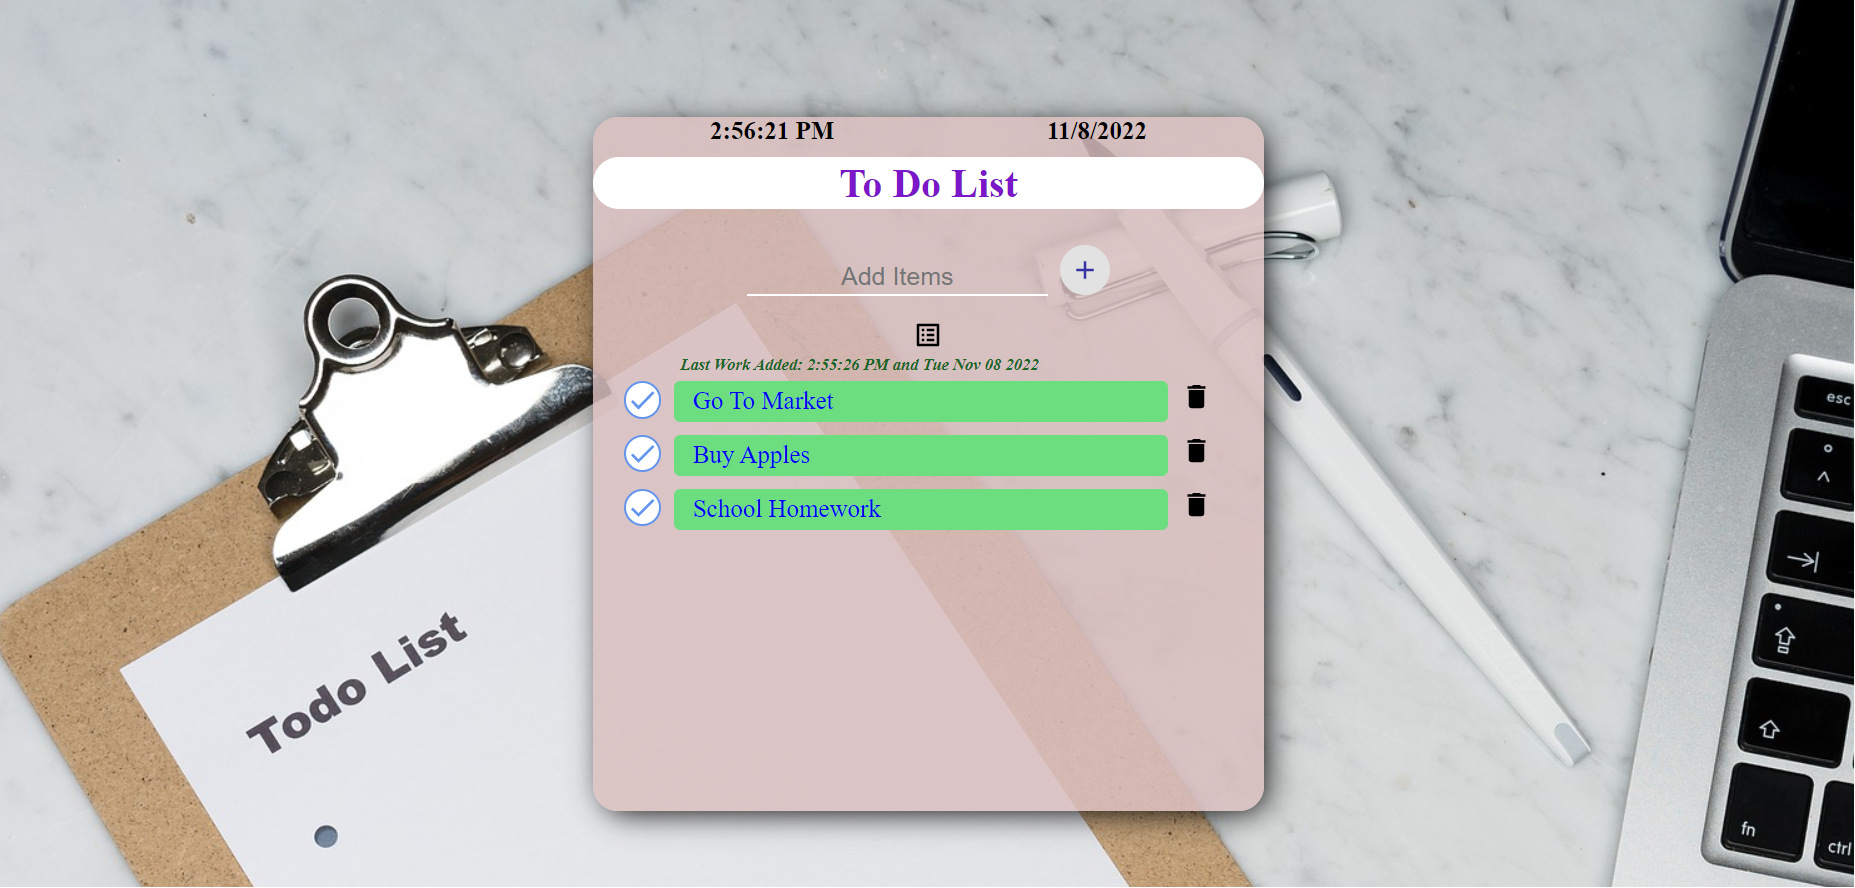 2:56:21 PM 11/8/2022
To Do List
Add Items
Last Work Added: 2:55:26 PM and Tue Nov 08 2022
Go To Market
Buy Apples
School Homework
Todo List
esc
^
fn
ctrl